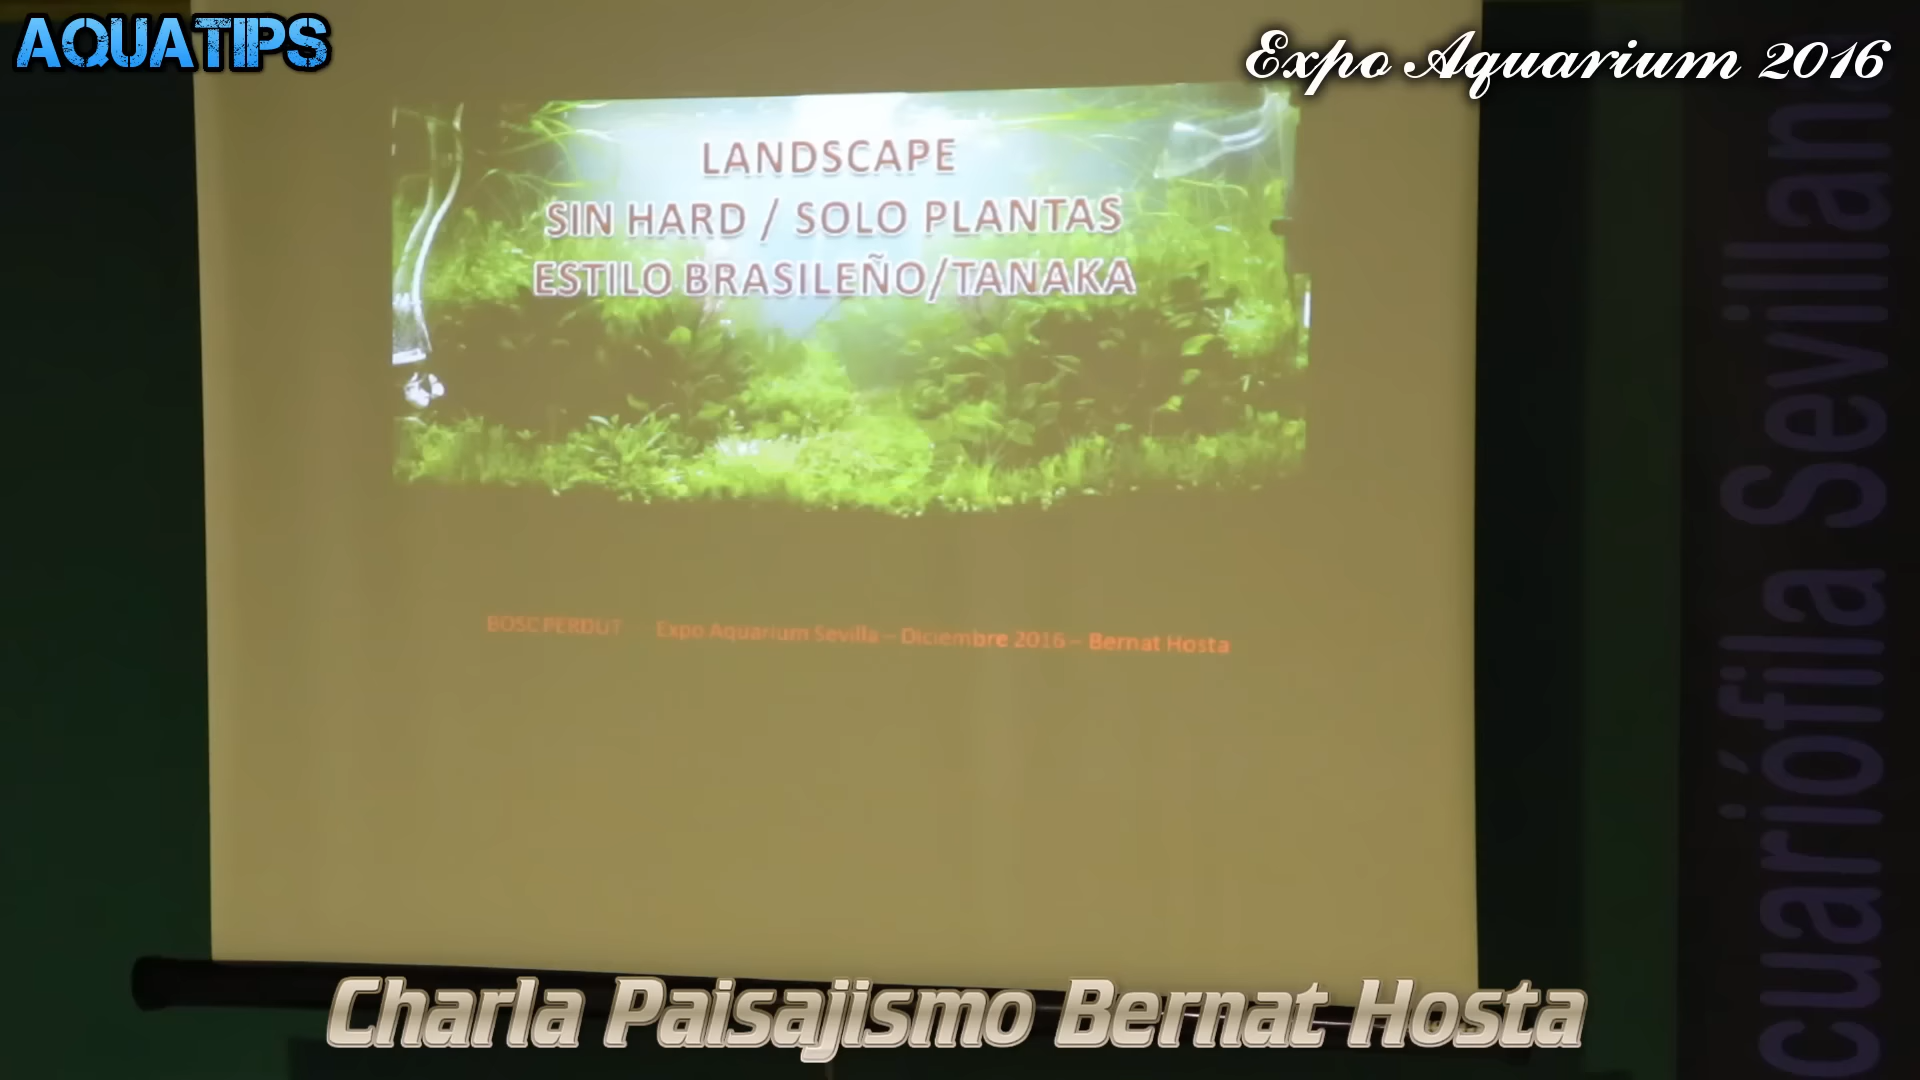 AQUATIPS
Expo Aquarium 2016
LANDSCAPE
SIN HARD / SOLO PLANTAS
ESTILO BRASILEÑO/TANAKA
BOSC PERDUT Expo Aquarium Sevilla – Diciembre 2016 – Bernat Hosta
cuariófila Sevillana
Charla Paisajismo Bernat Hosta